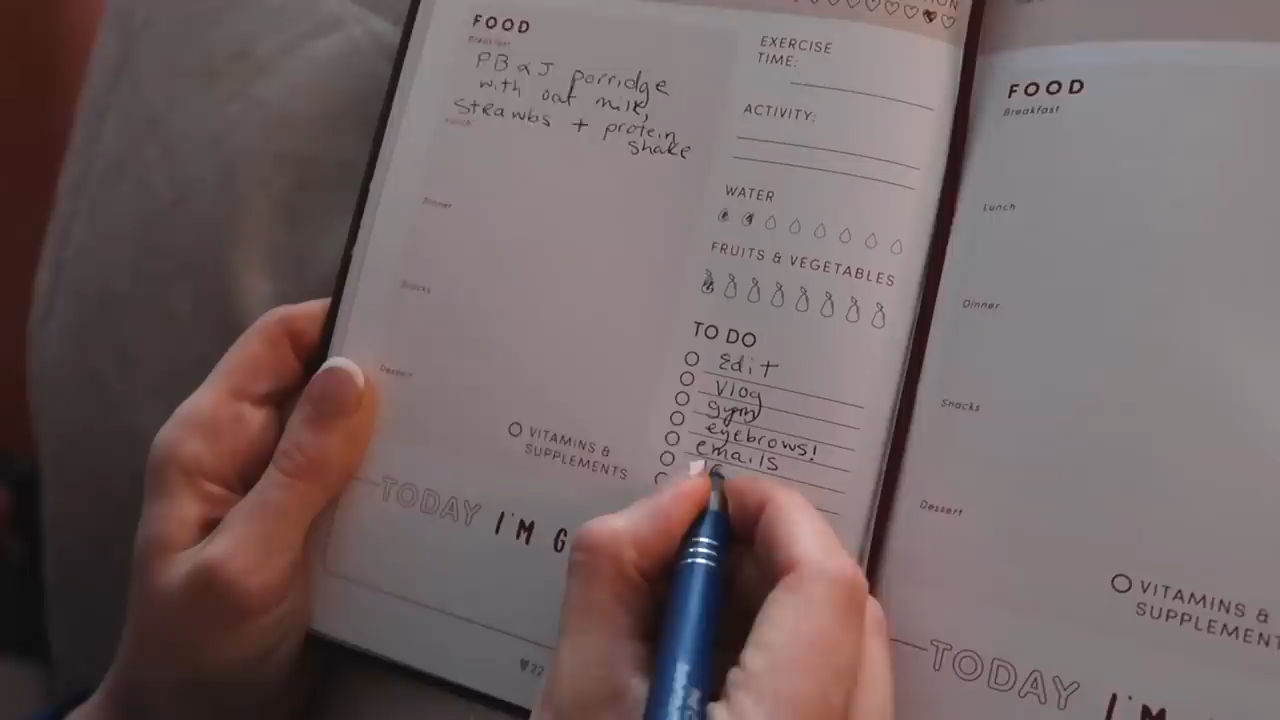 FOOD
Breakfast
PB & J porridge
with oat milk,
strawbs + protein
shake
Lunch
Dinner
Snacks
Dessert
VITAMINS &
SUPPLEMENTS
EXERCISE
TIME:
ACTIVITY:
WATER
FRUITS & VEGETABLES
TO DO
Edit
Vlog
gym
eyebrows!
emails
TODAY I'M G
22
FOOD
Breakfast
Lunch
Dinner
Snacks
Dessert
VITAMINS &
SUPPLEMENT
TODAY I'M